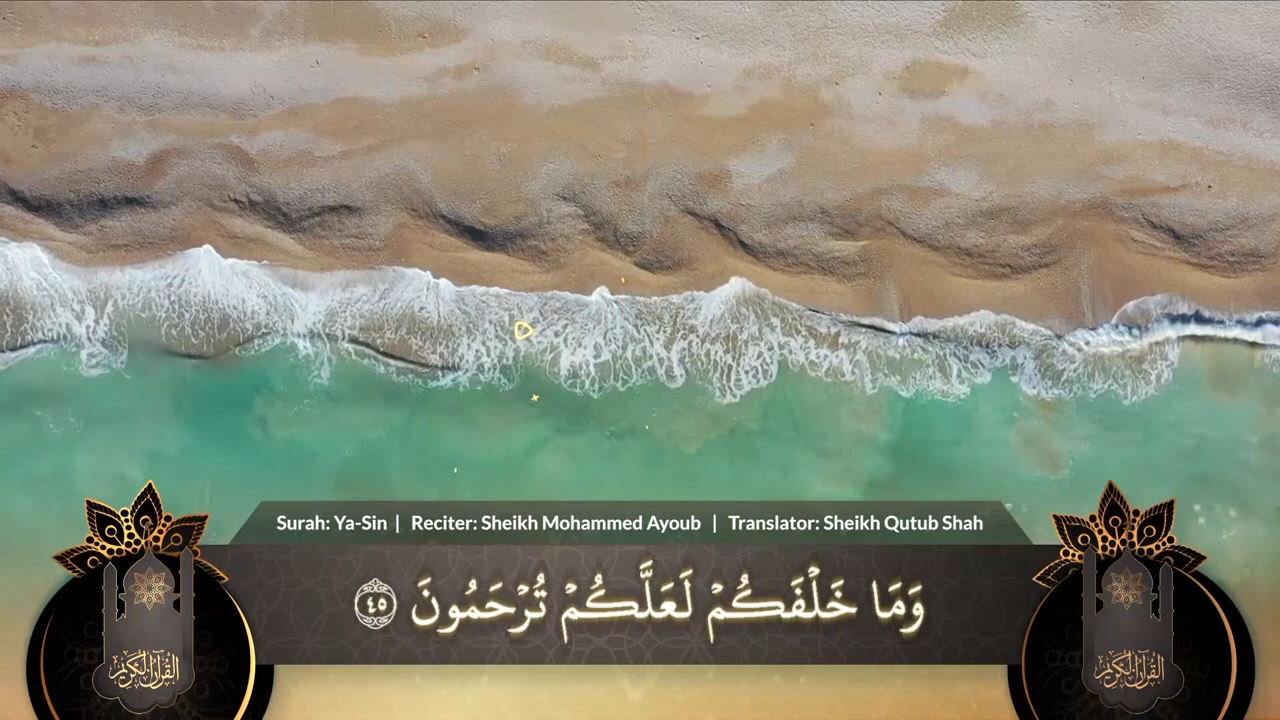 Surah: Ya-Sin | Reciter: Sheikh Mohammed Ayoub | Translator: Sheikh Qutub Shah
وَمَا خَلْفَكُمْ لَعَلَّكُمْ تُرْحَمُونَ ٤٥
القرآن الكريم
القرآن الكريم